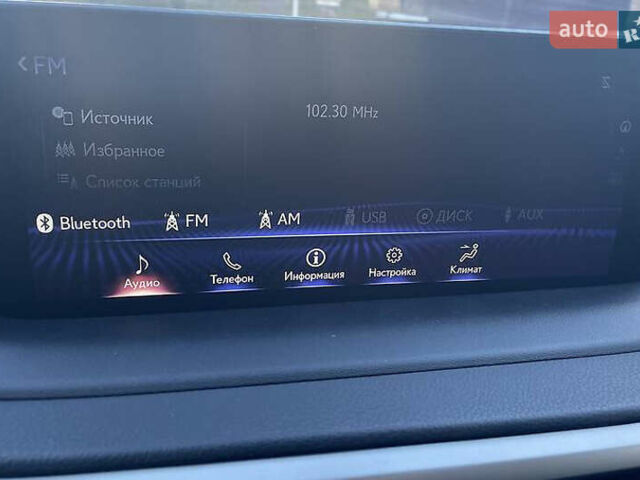 auto
R
FM
Источник
102.30 MHz
Избранное
Список станций
Bluetooth FM AM USB ДИСК AUX
Аудио Телефон Информация Настройка Климат